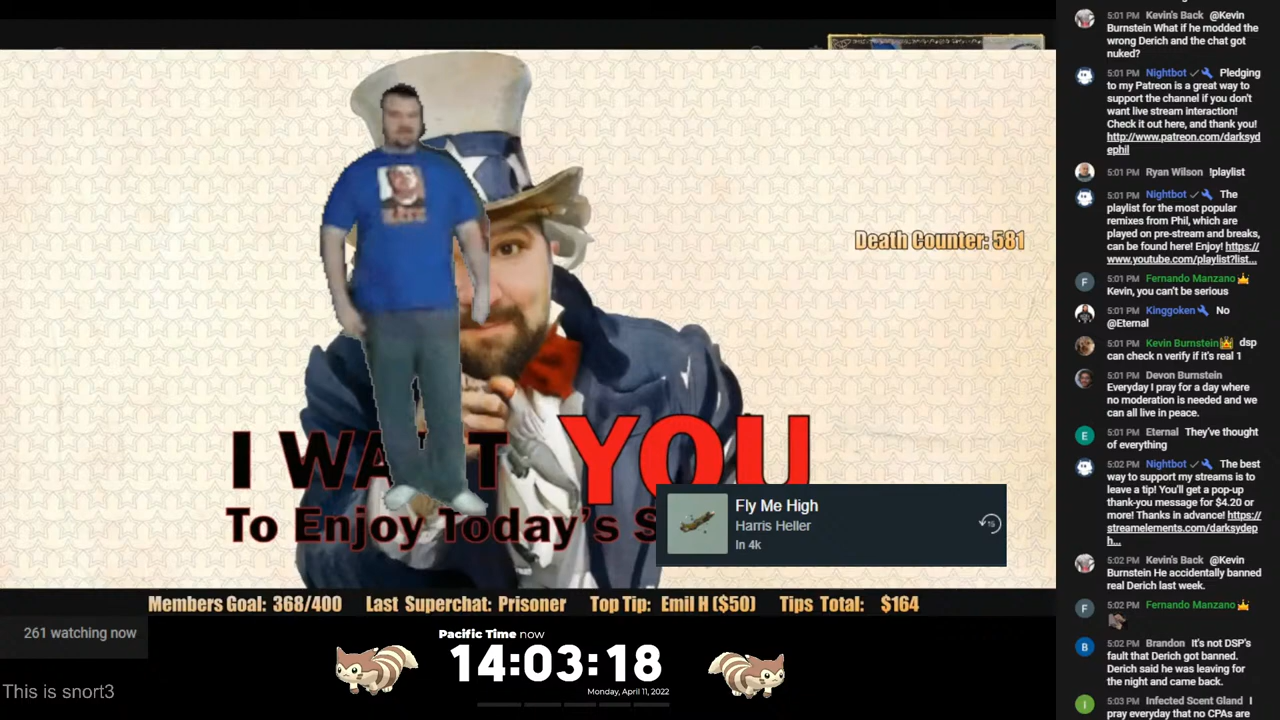 Death Counter: 581
I WA T YOU
To Enjoy Today's S
Fly Me High
Harris Heller
In 4k
15
Members Goal: 368/400 Last Superchat: Prisoner Top Tip: Emil H ($50) Tips Total: $164
261 watching now
Pacific Time now
14:03:18
Monday, April 11, 2022
This is snort3
5:01 PM Kevin's Back @Kevin
Burnstein What if he modded the
wrong Derich and the chat got
nuked?
5:01 PM Nightbot Pledging
to my Patreon is a great way to
support the channel if you don't
want live stream interaction!
Check it out here, and thank you!
http://www.patreon.com/darksyd
ephil
5:01 PM Ryan Wilson !playlist
5:01 PM Nightbot The
playlist for the most popular
remixes from Phil, which are
played on pre-stream and breaks,
can be found here! Enjoy! https://
www.youtube.com/playlist?list...
F
5:01 PM Fernando Manzano
Kevin, you can't be serious
5:01 PM Kinggoken No
@Eternal
5:01 PM Kevin Burnstein dsp
can check n verify if it's real 1
5:01 PM Devon Burnstein
Everyday I pray for a day where
no moderation is needed and we
can all live in peace.
E
5:01 PM Eternal They've thought
of everything
5:02 PM Nightbot The best
way to support my streams is to
leave a tip! You'll get a pop-up
thank-you message for $4.20 or
more! Thanks in advance! https://
streamelements.com/darksydep
h...
5:02 PM Kevin's Back @Kevin
Burnstein He accidentally banned
real Derich last week.
F
5:02 PM Fernando Manzano
B
5:02 PM Brandon It's not DSP's
fault that Derich got banned.
Derich said he was leaving for
the night and came back.
I
5:03 PM Infected Scent Gland I
pray everyday that no CPAs are